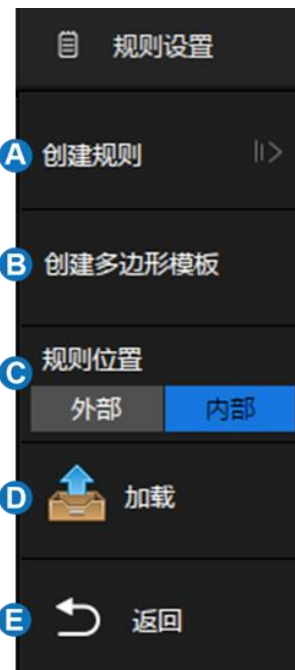 规则设置
A 创建规则
B 创建多边形模板
C 规则位置
外部 内部
D 加载
E 返回